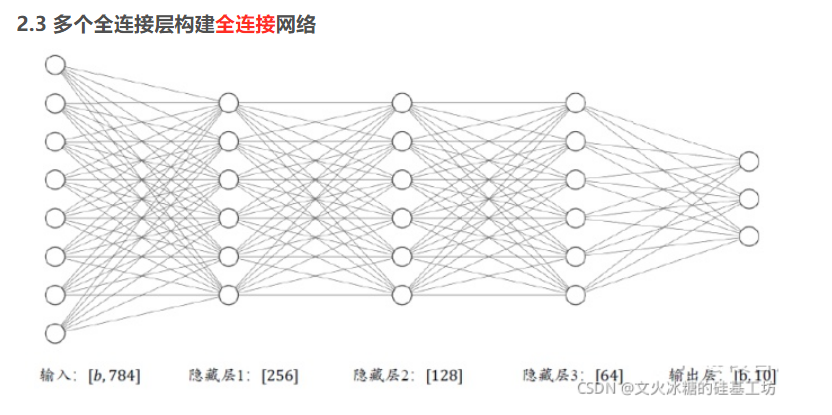 2.3 多个全连接层构建全连接网络
输入：[b, 784] 隐藏层1：[256] 隐藏层2：[128] 隐藏层3：[64] 输出层：[b, 10]
CSDN @文火冰糖的硅基工坊